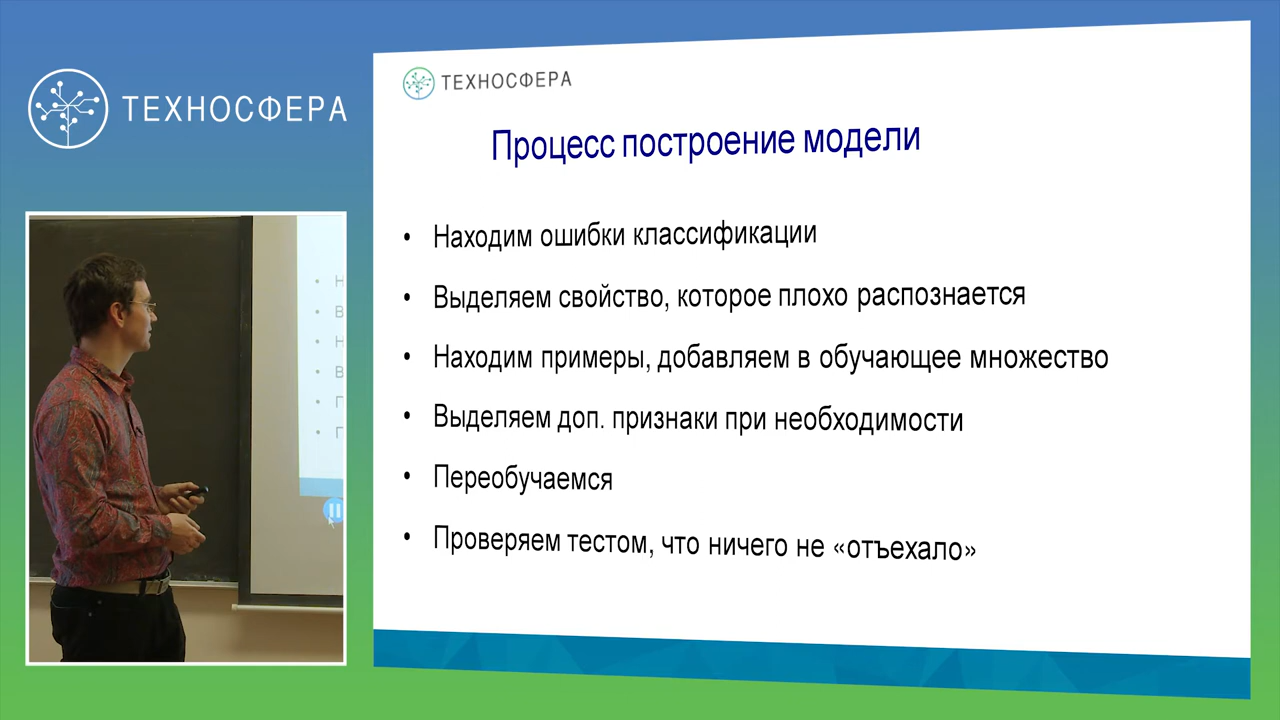 ТЕХНОСФЕРА
ТЕХНОСФЕРА
Процесс построение модели
• Находим ошибки классификации
• Выделяем свойство, которое плохо распознается
• Находим примеры, добавляем в обучающее множество
• Выделяем доп. признаки при необходимости
• Переобучаемся
• Проверяем тестом, что ничего не «отъехало»